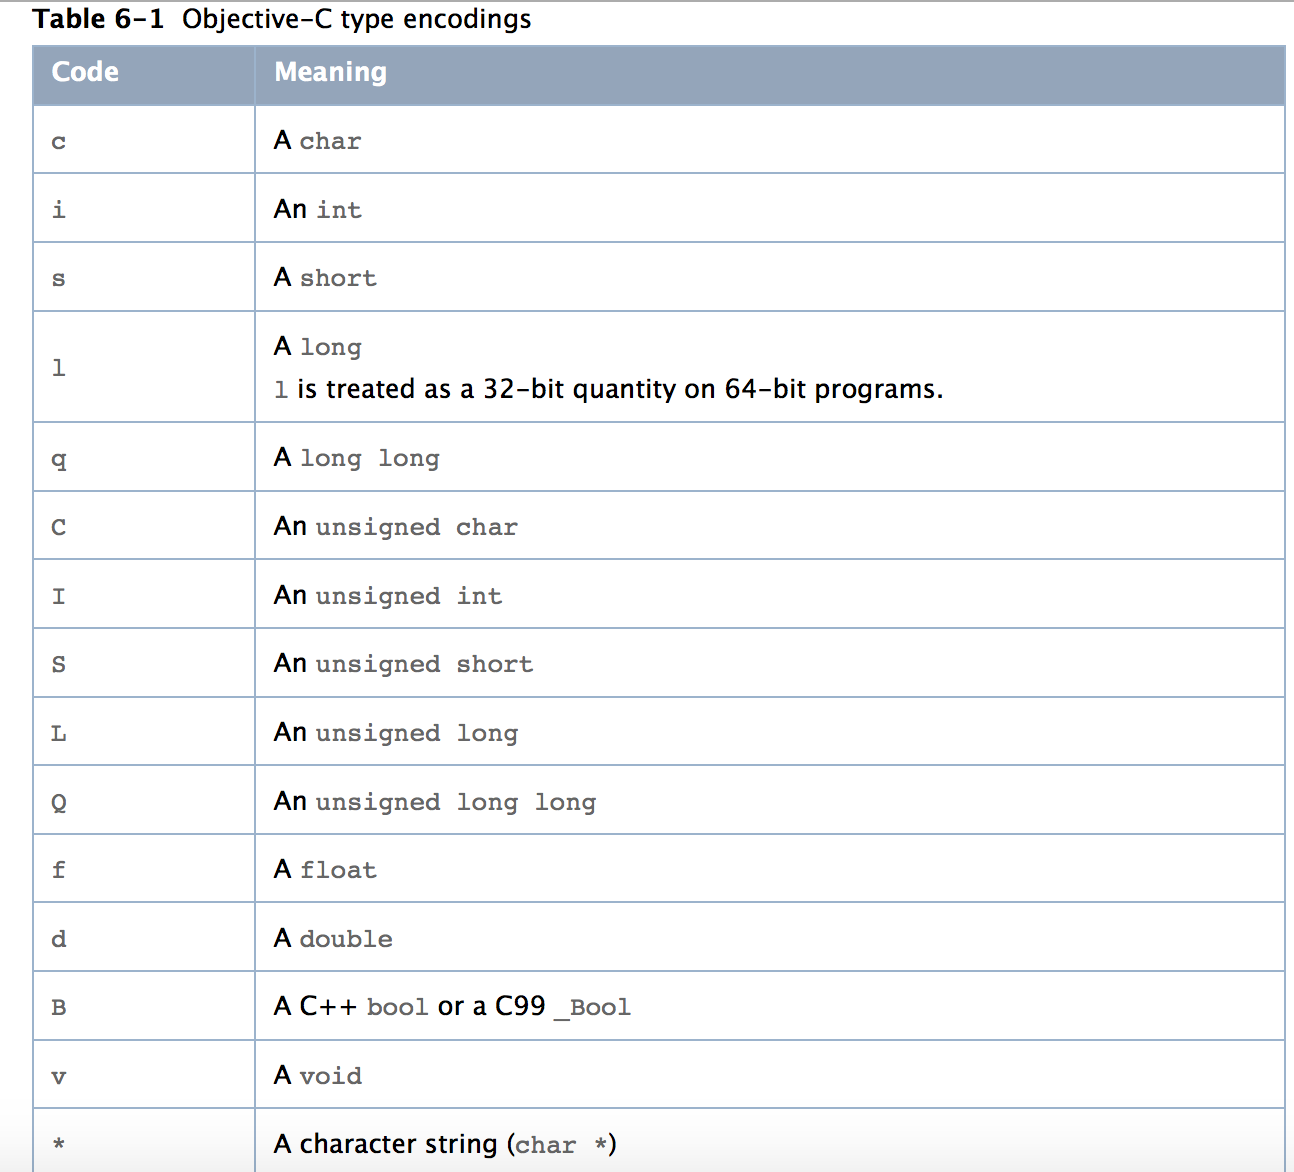 Table 6-1 Objective-C type encodings
Code Meaning
c A char
i An int
s A short
l A long
l is treated as a 32-bit quantity on 64-bit programs.
q A long long
C An unsigned char
I An unsigned int
S An unsigned short
L An unsigned long
Q An unsigned long long
f A float
d A double
B A C++ bool or a C99 _Bool
v A void
* A character string (char *)